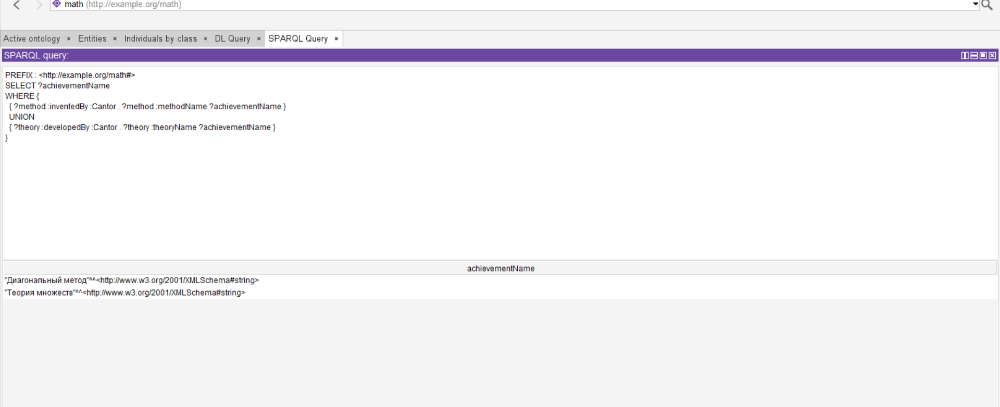 math (http://example.org/math)
Active ontology × Entities × Individuals by class × DL Query × SPARQL Query ×
SPARQL query:
PREFIX : <http://example.org/math#>
SELECT ?achievementName
WHERE {
{ ?method :inventedBy :Cantor . ?method :methodName ?achievementName }
UNION
{ ?theory :developedBy :Cantor . ?theory :theoryName ?achievementName }
}
achievementName
"Диагональный метод"^^<http://www.w3.org/2001/XMLSchema#string>
"Теория множеств"^^<http://www.w3.org/2001/XMLSchema#string>